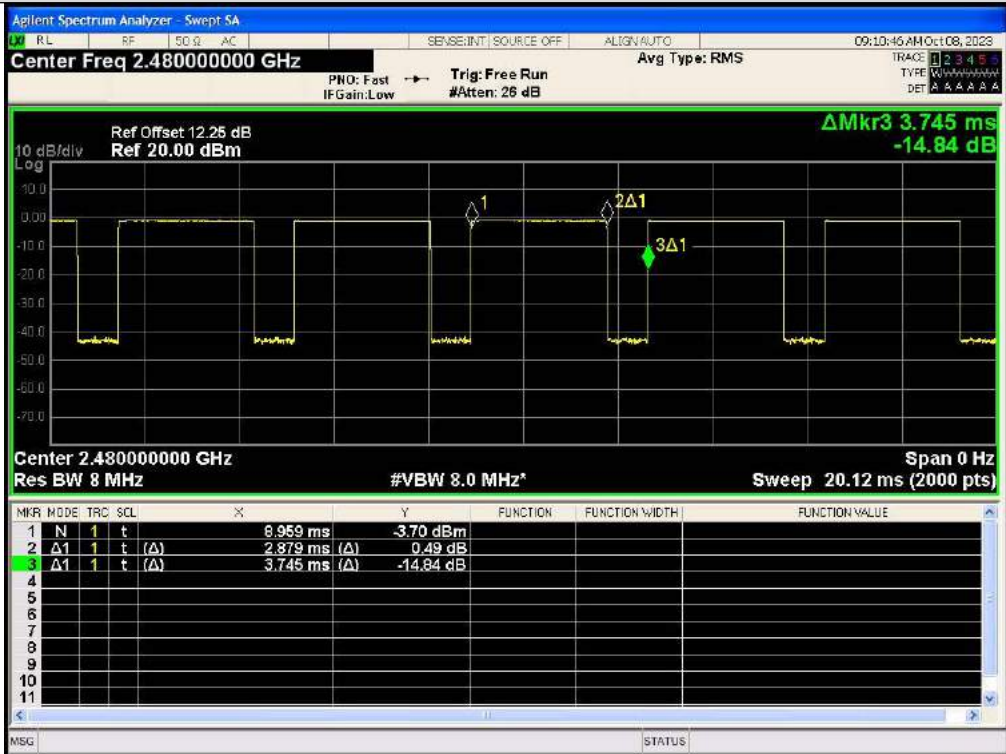 Agilent Spectrum Analyzer - Swept SA
LXI RL RF 50 Ω AC SENSE:INT SOURCE OFF ALIGN AUTO 09:10:46 AM Oct 08, 2023
Center Freq 2.480000000 GHz Avg Type: RMS TRACE 1 2 3 4 5 6
PNO: Fast Trig: Free Run TYPE
IFGain:Low #Atten: 26 dB DET A A A A A A
ΔMkr3 3.745 ms
-14.84 dB
Ref Offset 12.25 dB
10 dB/div Ref 20.00 dBm
Log
10.0
0.00
-10.0
-20.0
-30.0
-40.0
-50.0
-60.0
-70.0
1
2Δ1
3Δ1
Center 2.480000000 GHz Span 0 Hz
Res BW 8 MHz #VBW 8.0 MHz* Sweep 20.12 ms (2000 pts)
MKR MODE TRC SCL X Y FUNCTION FUNCTION WIDTH FUNCTION VALUE
1 N 1 t 8.959 ms -3.70 dBm
2 Δ1 1 t (Δ) 2.879 ms (Δ) 0.49 dB
3 Δ1 1 t (Δ) 3.745 ms (Δ) -14.84 dB
4
5
6
7
8
9
10
11
MSG STATUS